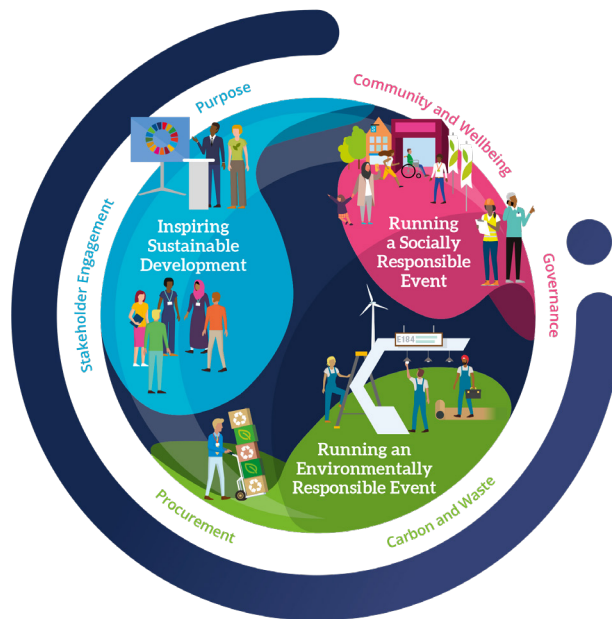 Purpose
Community and Wellbeing
Stakeholder Engagement
Inspiring
Sustainable
Development
Running
a Socially
Responsible
Event
Governance
E184
Running an
Environmentally
Responsible Event
Procurement
Carbon and Waste